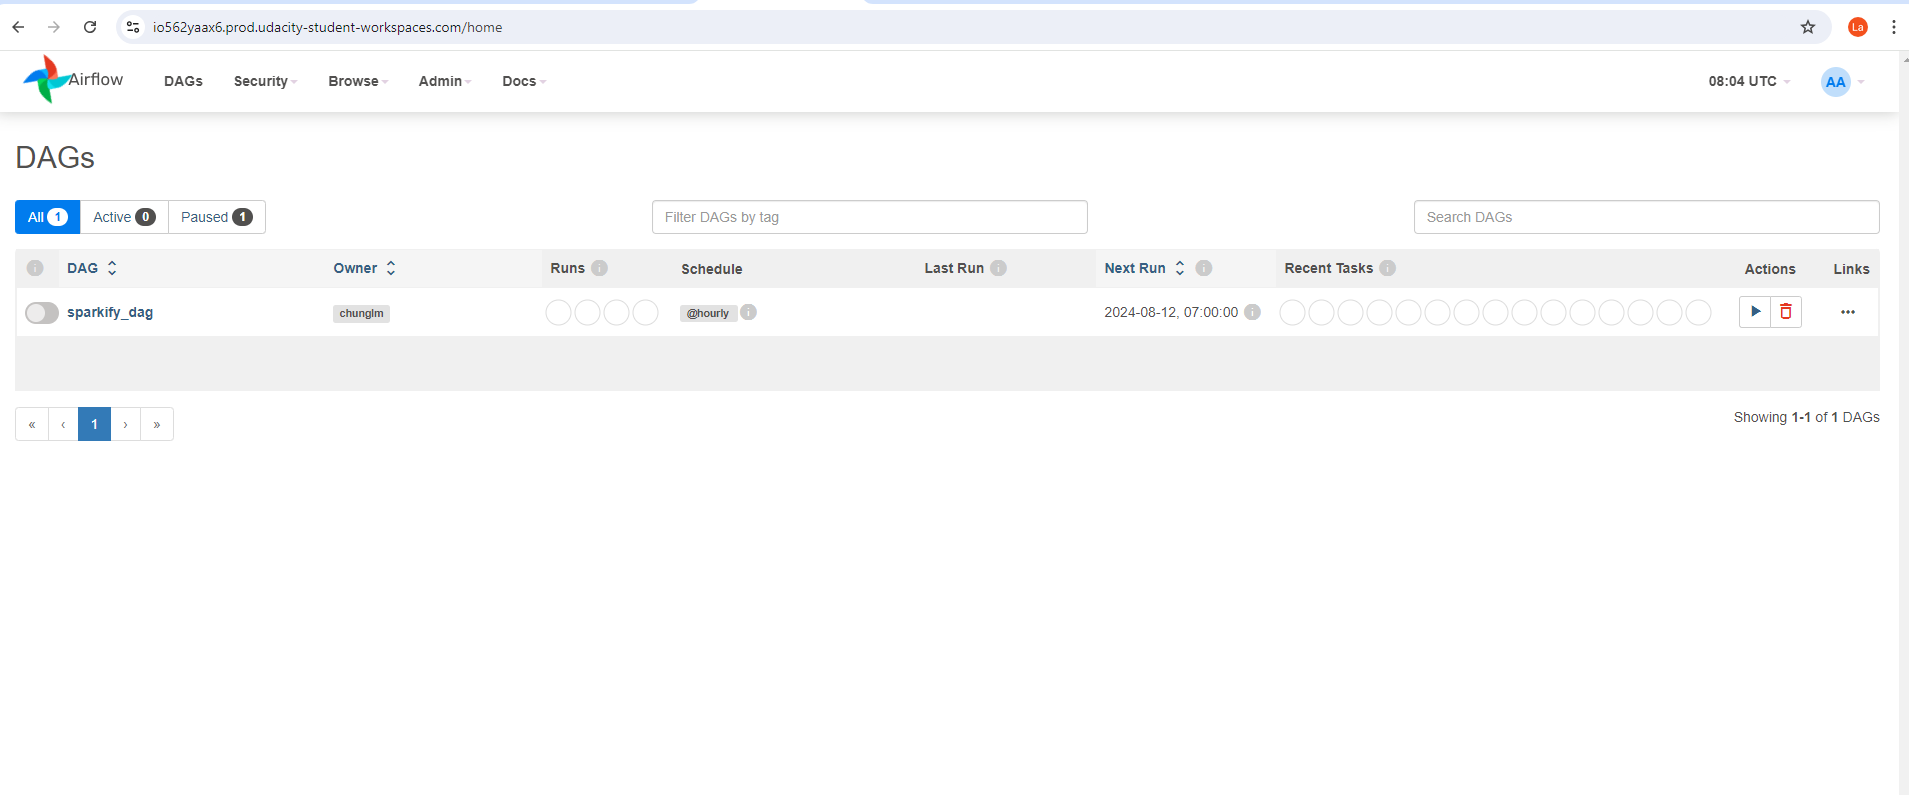 io562yaax6.prod.udacity-student-workspaces.com/home
La
Airflow DAGs Security Browse Admin Docs 08:04 UTC AA
DAGs
All 1 Active 0 Paused 1 Filter DAGs by tag Search DAGs
i DAG Owner Runs i Schedule Last Run i Next Run i Recent Tasks i Actions Links
sparkify_dag chunglm @hourly i 2024-08-12, 07:00:00 i
« ‹ 1 › » Showing 1-1 of 1 DAGs